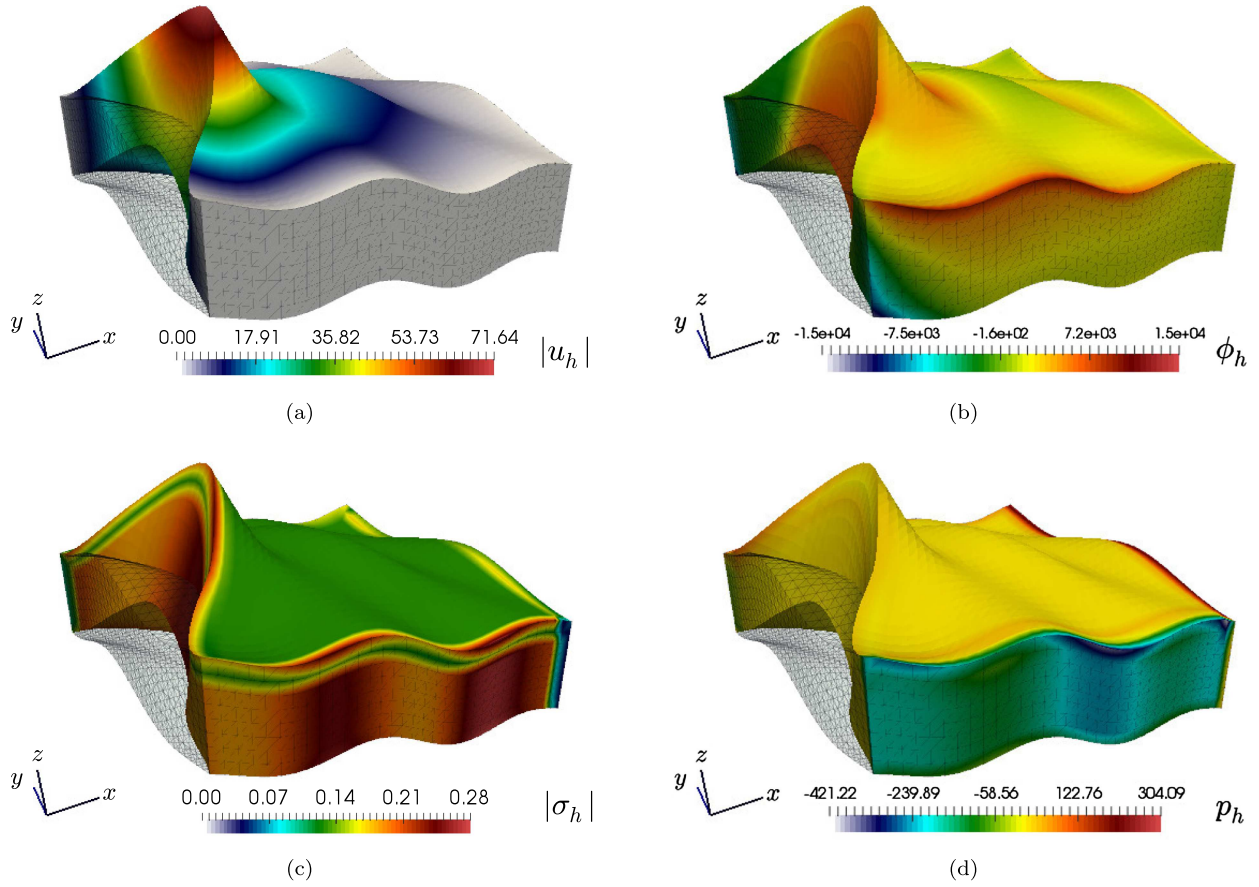 z
y
x
0.00 17.91 35.82 53.73 71.64
|u_h|
(a)
z
y
x
-1.5e+04 -7.5e+03 -1.6e+02 7.2e+03 1.5e+04
ϕ_h
(b)
z
y
x
0.00 0.07 0.14 0.21 0.28
|σ_h|
(c)
z
y
x
-421.22 -239.89 -58.56 122.76 304.09
p_h
(d)